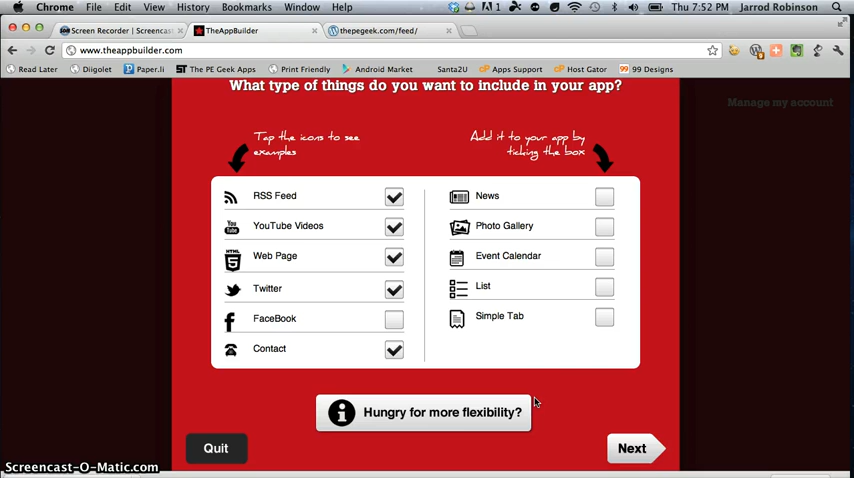 Chrome File Edit View History Bookmarks Window Help 1 Thu 7:52 PM Jarrod Robinson
Screen Recorder | Screencast TheAppBuilder thepegeek.com/feed/
www.theappbuilder.com
Read Later Diigolet Paper.li The PE Geek Apps Print Friendly Android Market Santa2U Apps Support Host Gator 99 Designs
What type of things do you want to include in your app?
Manage my account
Tap the icons to see
examples
Add it to your app by
ticking the box
RSS Feed
YouTube Videos
Web Page
Twitter
FaceBook
Contact
News
Photo Gallery
Event Calendar
List
Simple Tab
Hungry for more flexibility?
Quit
Next
Screencast-O-Matic.com